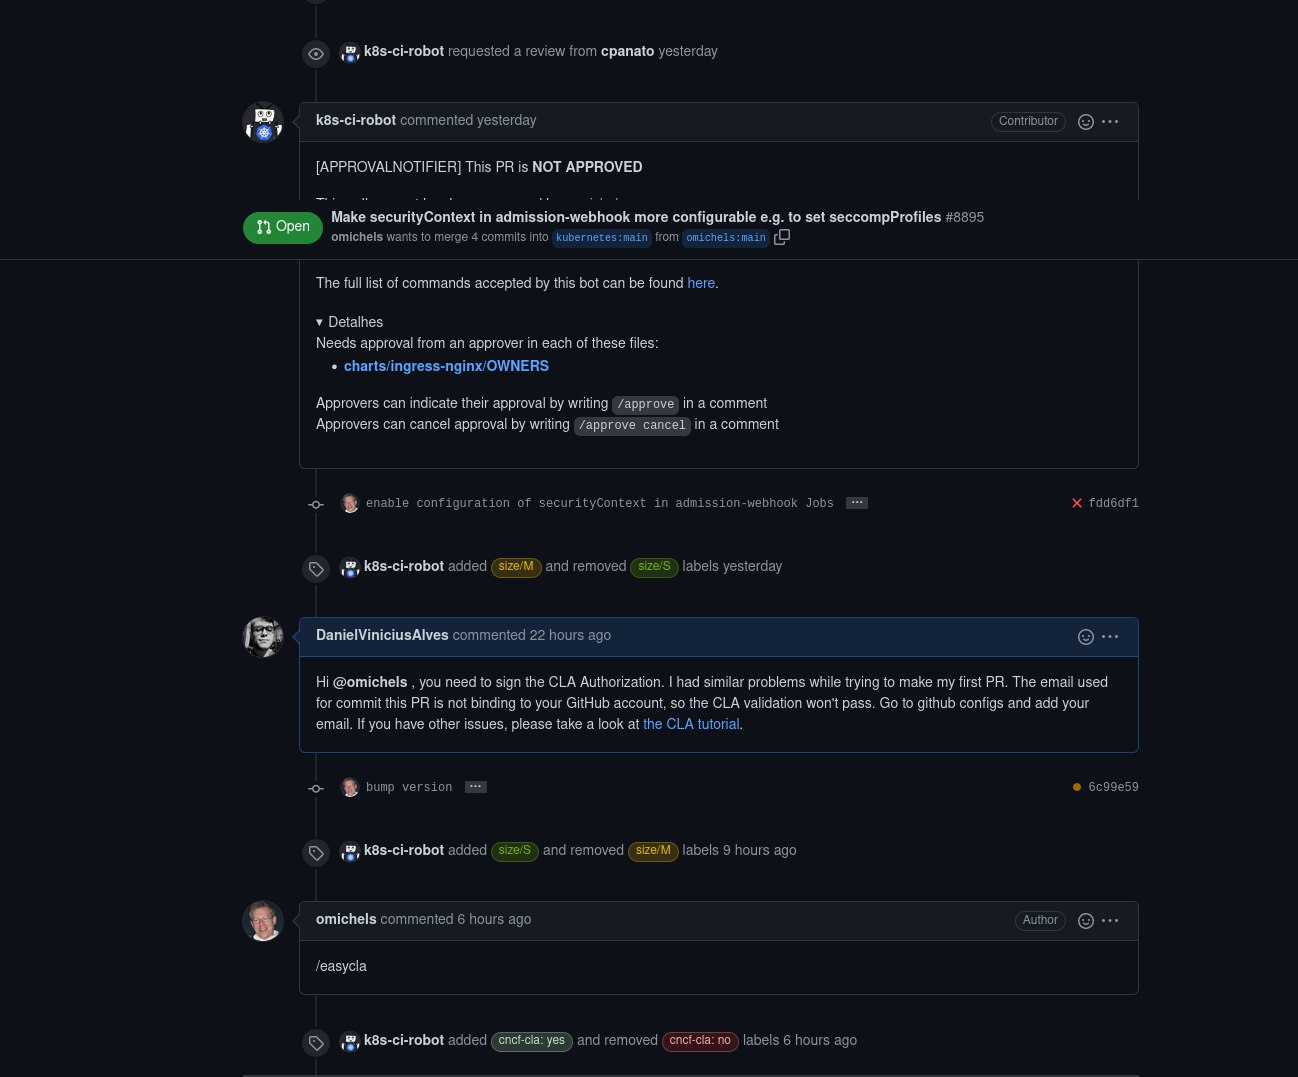 k8s-ci-robot requested a review from cpanato yesterday
k8s-ci-robot commented yesterday
Contributor
[APPROVALNOTIFIER] This PR is NOT APPROVED
Open
Make securityContext in admission-webhook more configurable e.g. to set seccompProfiles #8895
omichels wants to merge 4 commits into kubernetes:main from omichels:main
The full list of commands accepted by this bot can be found here.
▾ Detalhes
Needs approval from an approver in each of these files:
• charts/ingress-nginx/OWNERS
Approvers can indicate their approval by writing /approve in a comment
Approvers can cancel approval by writing /approve cancel in a comment
enable configuration of securityContext in admission-webhook Jobs ... fdd6df1
k8s-ci-robot added size/M and removed size/S labels yesterday
DanielViniciusAlves commented 22 hours ago
Hi @omichels , you need to sign the CLA Authorization. I had similar problems while trying to make my first PR. The email used
for commit this PR is not binding to your GitHub account, so the CLA validation won't pass. Go to github configs and add your
email. If you have other issues, please take a look at the CLA tutorial.
bump version ... 6c99e59
k8s-ci-robot added size/S and removed size/M labels 9 hours ago
omichels commented 6 hours ago
Author
/easycla
k8s-ci-robot added cncf-cla: yes and removed cncf-cla: no labels 6 hours ago